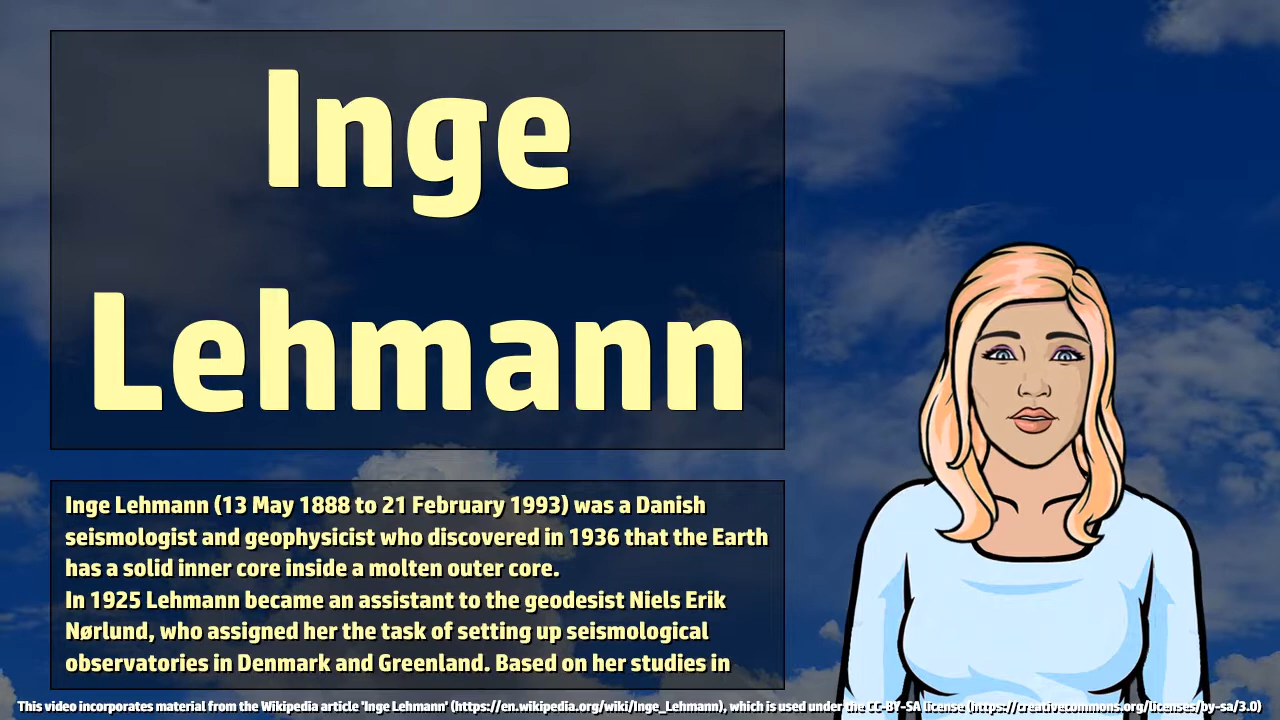 Inge
Lehmann
Inge Lehmann (13 May 1888 to 21 February 1993) was a Danish
seismologist and geophysicist who discovered in 1936 that the Earth
has a solid inner core inside a molten outer core.
In 1925 Lehmann became an assistant to the geodesist Niels Erik
Nørlund, who assigned her the task of setting up seismological
observatories in Denmark and Greenland. Based on her studies in
This video incorporates material from the Wikipedia article 'Inge Lehmann' (https://en.wikipedia.org/wiki/Inge_Lehmann), which is used under the CC-BY-SA license (https://creativecommons.org/licenses/by-sa/3.0)